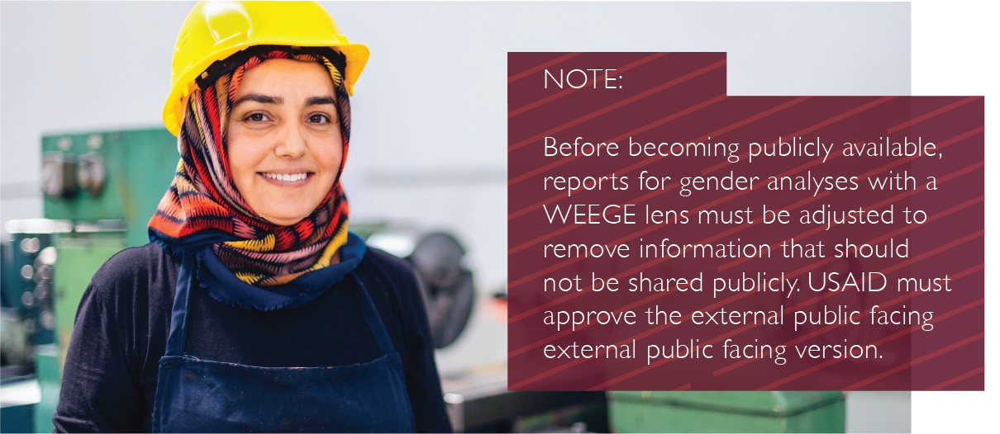 NOTE:
Before becoming publicly available,
reports for gender analyses with a
WEEGE lens must be adjusted to
remove information that should
not be shared publicly. USAID must
approve the external public facing
external public facing version.